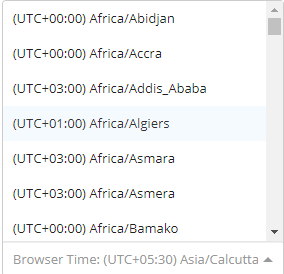 (UTC+00:00) Africa/Abidjan
(UTC+00:00) Africa/Accra
(UTC+03:00) Africa/Addis_Ababa
(UTC+01:00) Africa/Algiers
(UTC+03:00) Africa/Asmara
(UTC+03:00) Africa/Asmera
(UTC+00:00) Africa/Bamako
Browser Time: (UTC+05:30) Asia/Calcutta